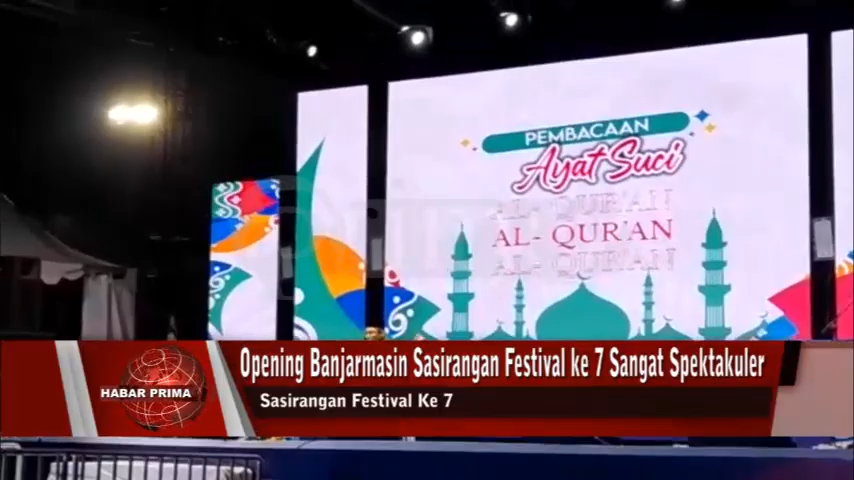 PEMBACAAN
Ayat Suci
AL- QUR'AN
AL- QUR'AN
AL- QUR'AN
Opening Banjarmasin Sasirangan Festival ke 7 Sangat Spektakuler
HABAR PRIMA
Sasirangan Festival Ke 7